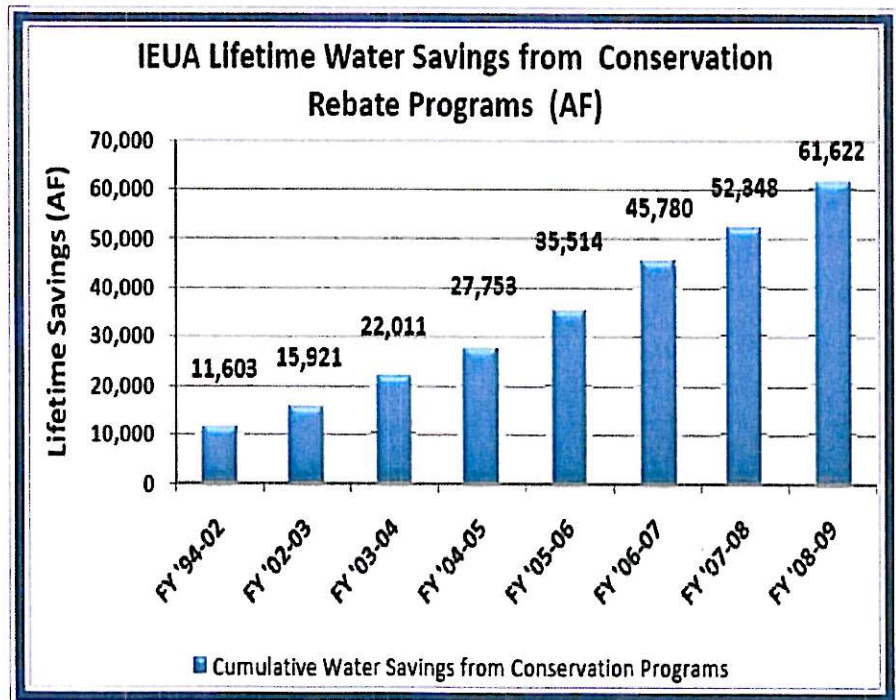 IEUA Lifetime Water Savings from Conservation
Rebate Programs (AF)
Lifetime Savings (AF)
70,000
60,000
50,000
40,000
30,000
20,000
10,000
0
11,603
15,921
22,011
27,753
35,514
45,780
52,348
61,622
FY '94-02
FY '02-03
FY '03-04
FY '04-05
FY '05-06
FY '06-07
FY '07-08
FY '08-09
Cumulative Water Savings from Conservation Programs